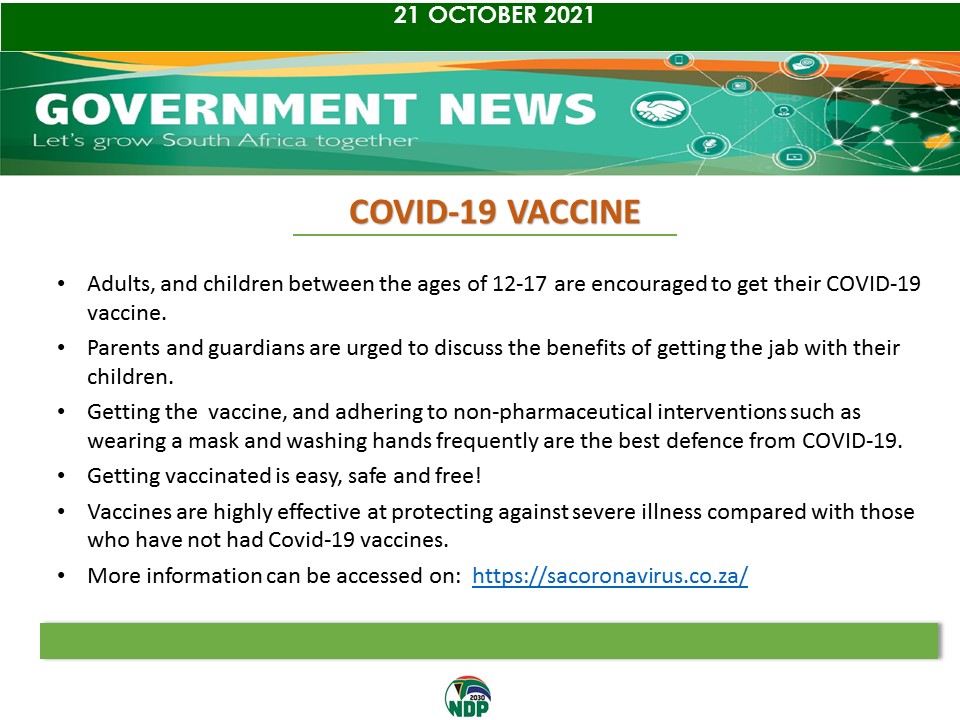 21 OCTOBER 2021
GOVERNMENT NEWS
Let's grow South Africa together
COVID-19 VACCINE
• Adults, and children between the ages of 12-17 are encouraged to get their COVID-19
vaccine.
• Parents and guardians are urged to discuss the benefits of getting the jab with their
children.
• Getting the  vaccine, and adhering to non-pharmaceutical interventions such as
wearing a mask and washing hands frequently are the best defence from COVID-19.
• Getting vaccinated is easy, safe and free!
• Vaccines are highly effective at protecting against severe illness compared with those
who have not had Covid-19 vaccines.
• More information can be accessed on:  https://sacoronavirus.co.za/
2030
NDP